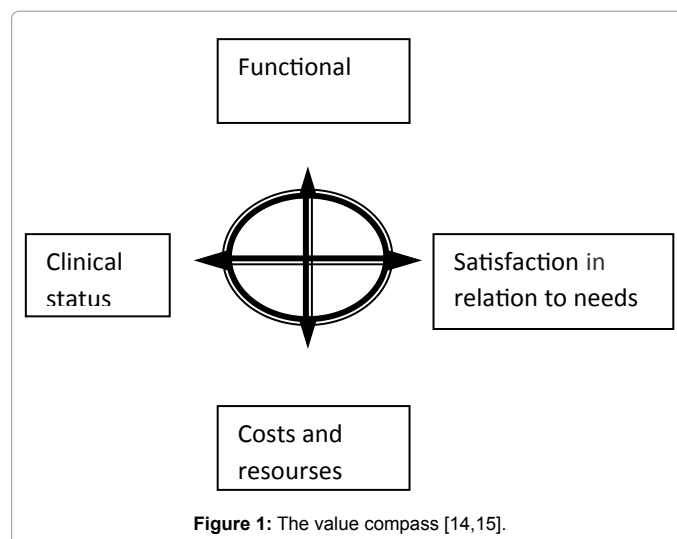 Functional
Clinical
status
Satisfaction in
relation to needs
Costs and
resourses
Figure 1: The value compass [14,15].